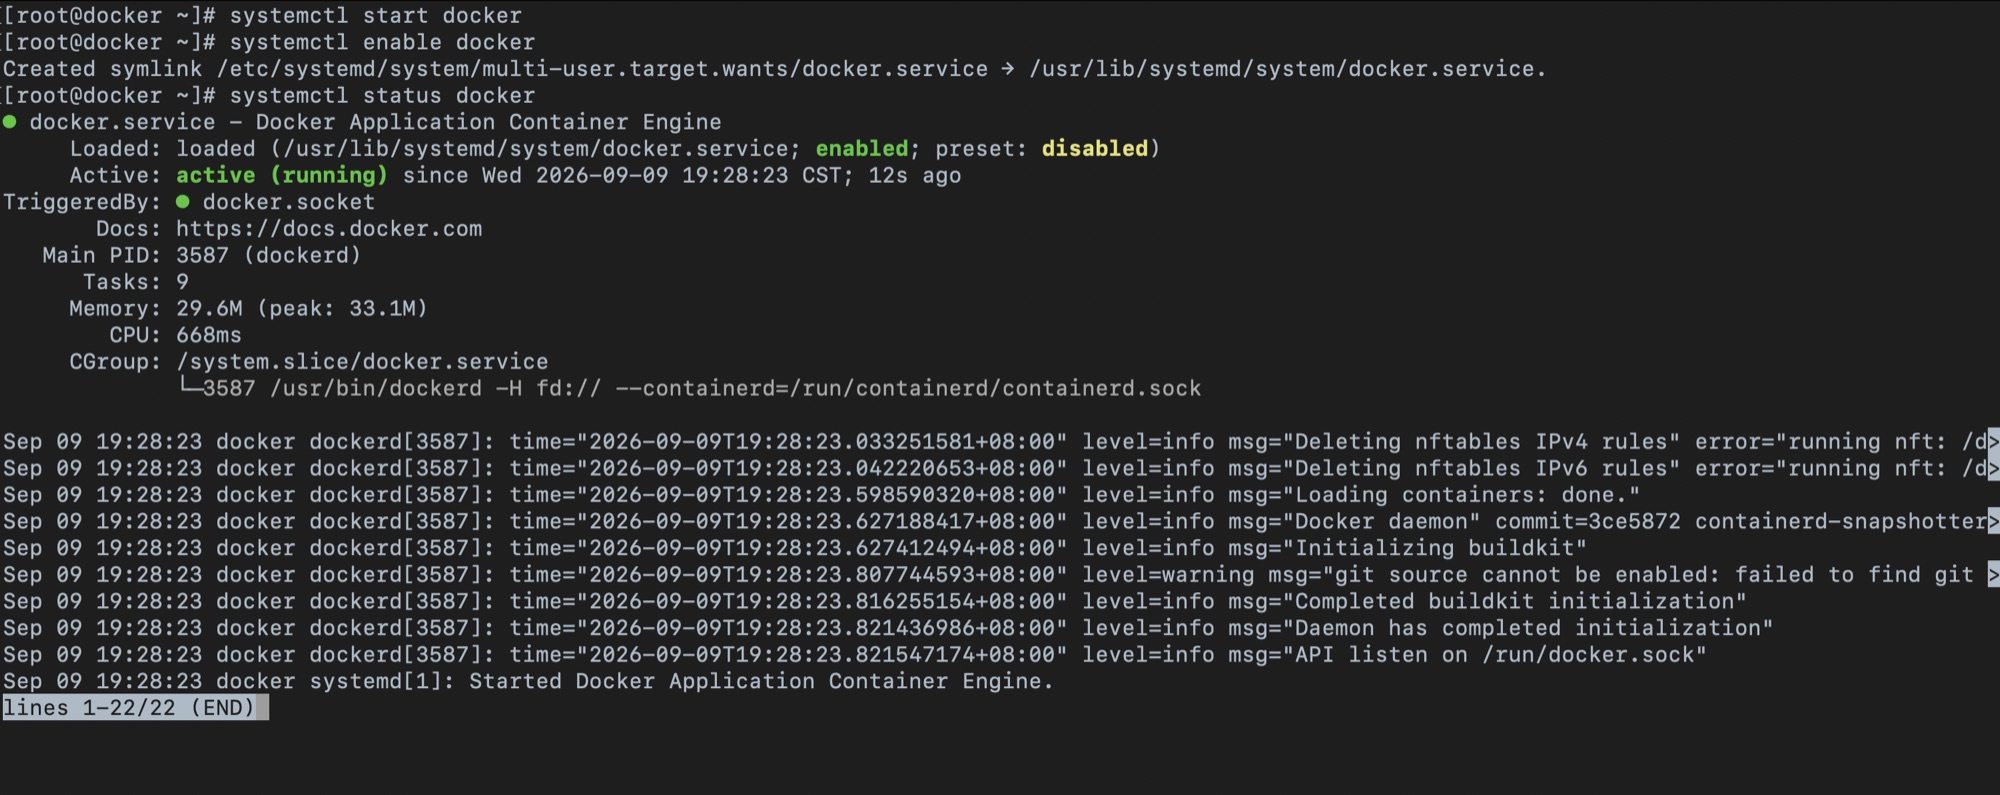 [root@docker ~]# systemctl start docker
[root@docker ~]# systemctl enable docker
Created symlink /etc/systemd/system/multi-user.target.wants/docker.service → /usr/lib/systemd/system/docker.service.
[root@docker ~]# systemctl status docker
● docker.service – Docker Application Container Engine
Loaded: loaded (/usr/lib/systemd/system/docker.service; enabled; preset: disabled)
Active: active (running) since Wed 2026-09-09 19:28:23 CST; 12s ago
TriggeredBy: ● docker.socket
Docs: https://docs.docker.com
Main PID: 3587 (dockerd)
Tasks: 9
Memory: 29.6M (peak: 33.1M)
CPU: 668ms
CGroup: /system.slice/docker.service
└─3587 /usr/bin/dockerd -H fd:// --containerd=/run/containerd/containerd.sock
Sep 09 19:28:23 docker dockerd[3587]: time="2026-09-09T19:28:23.033251581+08:00" level=info msg="Deleting nftables IPv4 rules" error="running nft: /d>
Sep 09 19:28:23 docker dockerd[3587]: time="2026-09-09T19:28:23.042220653+08:00" level=info msg="Deleting nftables IPv6 rules" error="running nft: /d>
Sep 09 19:28:23 docker dockerd[3587]: time="2026-09-09T19:28:23.598590320+08:00" level=info msg="Loading containers: done."
Sep 09 19:28:23 docker dockerd[3587]: time="2026-09-09T19:28:23.627188417+08:00" level=info msg="Docker daemon" commit=3ce5872 containerd-snapshotter>
Sep 09 19:28:23 docker dockerd[3587]: time="2026-09-09T19:28:23.627412494+08:00" level=info msg="Initializing buildkit"
Sep 09 19:28:23 docker dockerd[3587]: time="2026-09-09T19:28:23.807744593+08:00" level=warning msg="git source cannot be enabled: failed to find git >
Sep 09 19:28:23 docker dockerd[3587]: time="2026-09-09T19:28:23.816255154+08:00" level=info msg="Completed buildkit initialization"
Sep 09 19:28:23 docker dockerd[3587]: time="2026-09-09T19:28:23.821436986+08:00" level=info msg="Daemon has completed initialization"
Sep 09 19:28:23 docker dockerd[3587]: time="2026-09-09T19:28:23.821547174+08:00" level=info msg="API listen on /run/docker.sock"
Sep 09 19:28:23 docker systemd[1]: Started Docker Application Container Engine.
lines 1-22/22 (END)